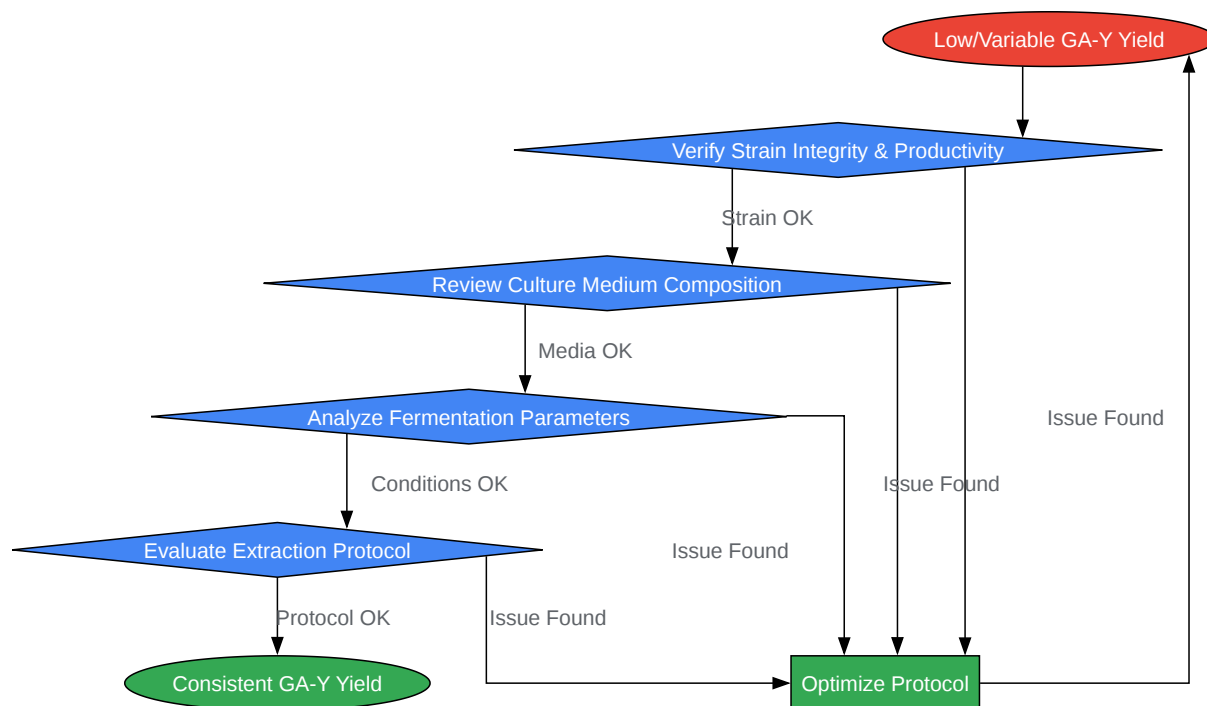 Low/Variable GA-Y Yield
Verify Strain Integrity & Productivity
Strain OK
Review Culture Medium Composition
Media OK
Analyze Fermentation Parameters
Issue Found
Conditions OK
Issue Found
Evaluate Extraction Protocol
Issue Found
Protocol OK
Issue Found
Consistent GA-Y Yield
Optimize Protocol